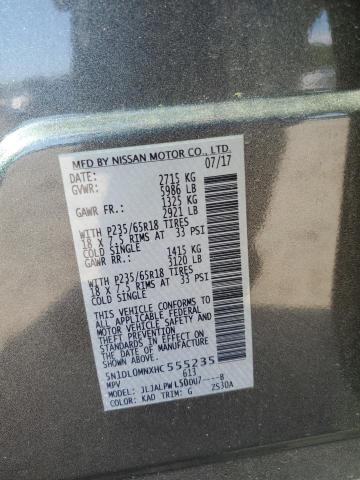 MFD BY NISSAN MOTOR CO., LTD.
DATE: 07/17
GVWR: 2715 KG
5986 LB
GAWR FR.: 1325 KG
2921 LB
WITH P235/65R18 TIRES
18 X 7.5 RIMS AT 33 PSI
COLD SINGLE
GAWR RR.: 1415 KG
3120 LB
WITH P235/65R18 TIRES
18 X 7.5 RIMS AT 33 PSI
COLD SINGLE
THIS VEHICLE CONFORMS TO
ALL APPLICABLE FEDERAL
MOTOR VEHICLE SAFETY AND
THEFT PREVENTION
STANDARDS IN EFFECT ON
THE DATE OF MANUFACTURE
SHOWN ABOVE.
5N1DL0MNXHC555235
MPV 613
MODEL: JLJALPWL50UU7----B
COLOR: KAD TRIM: G 2S30A